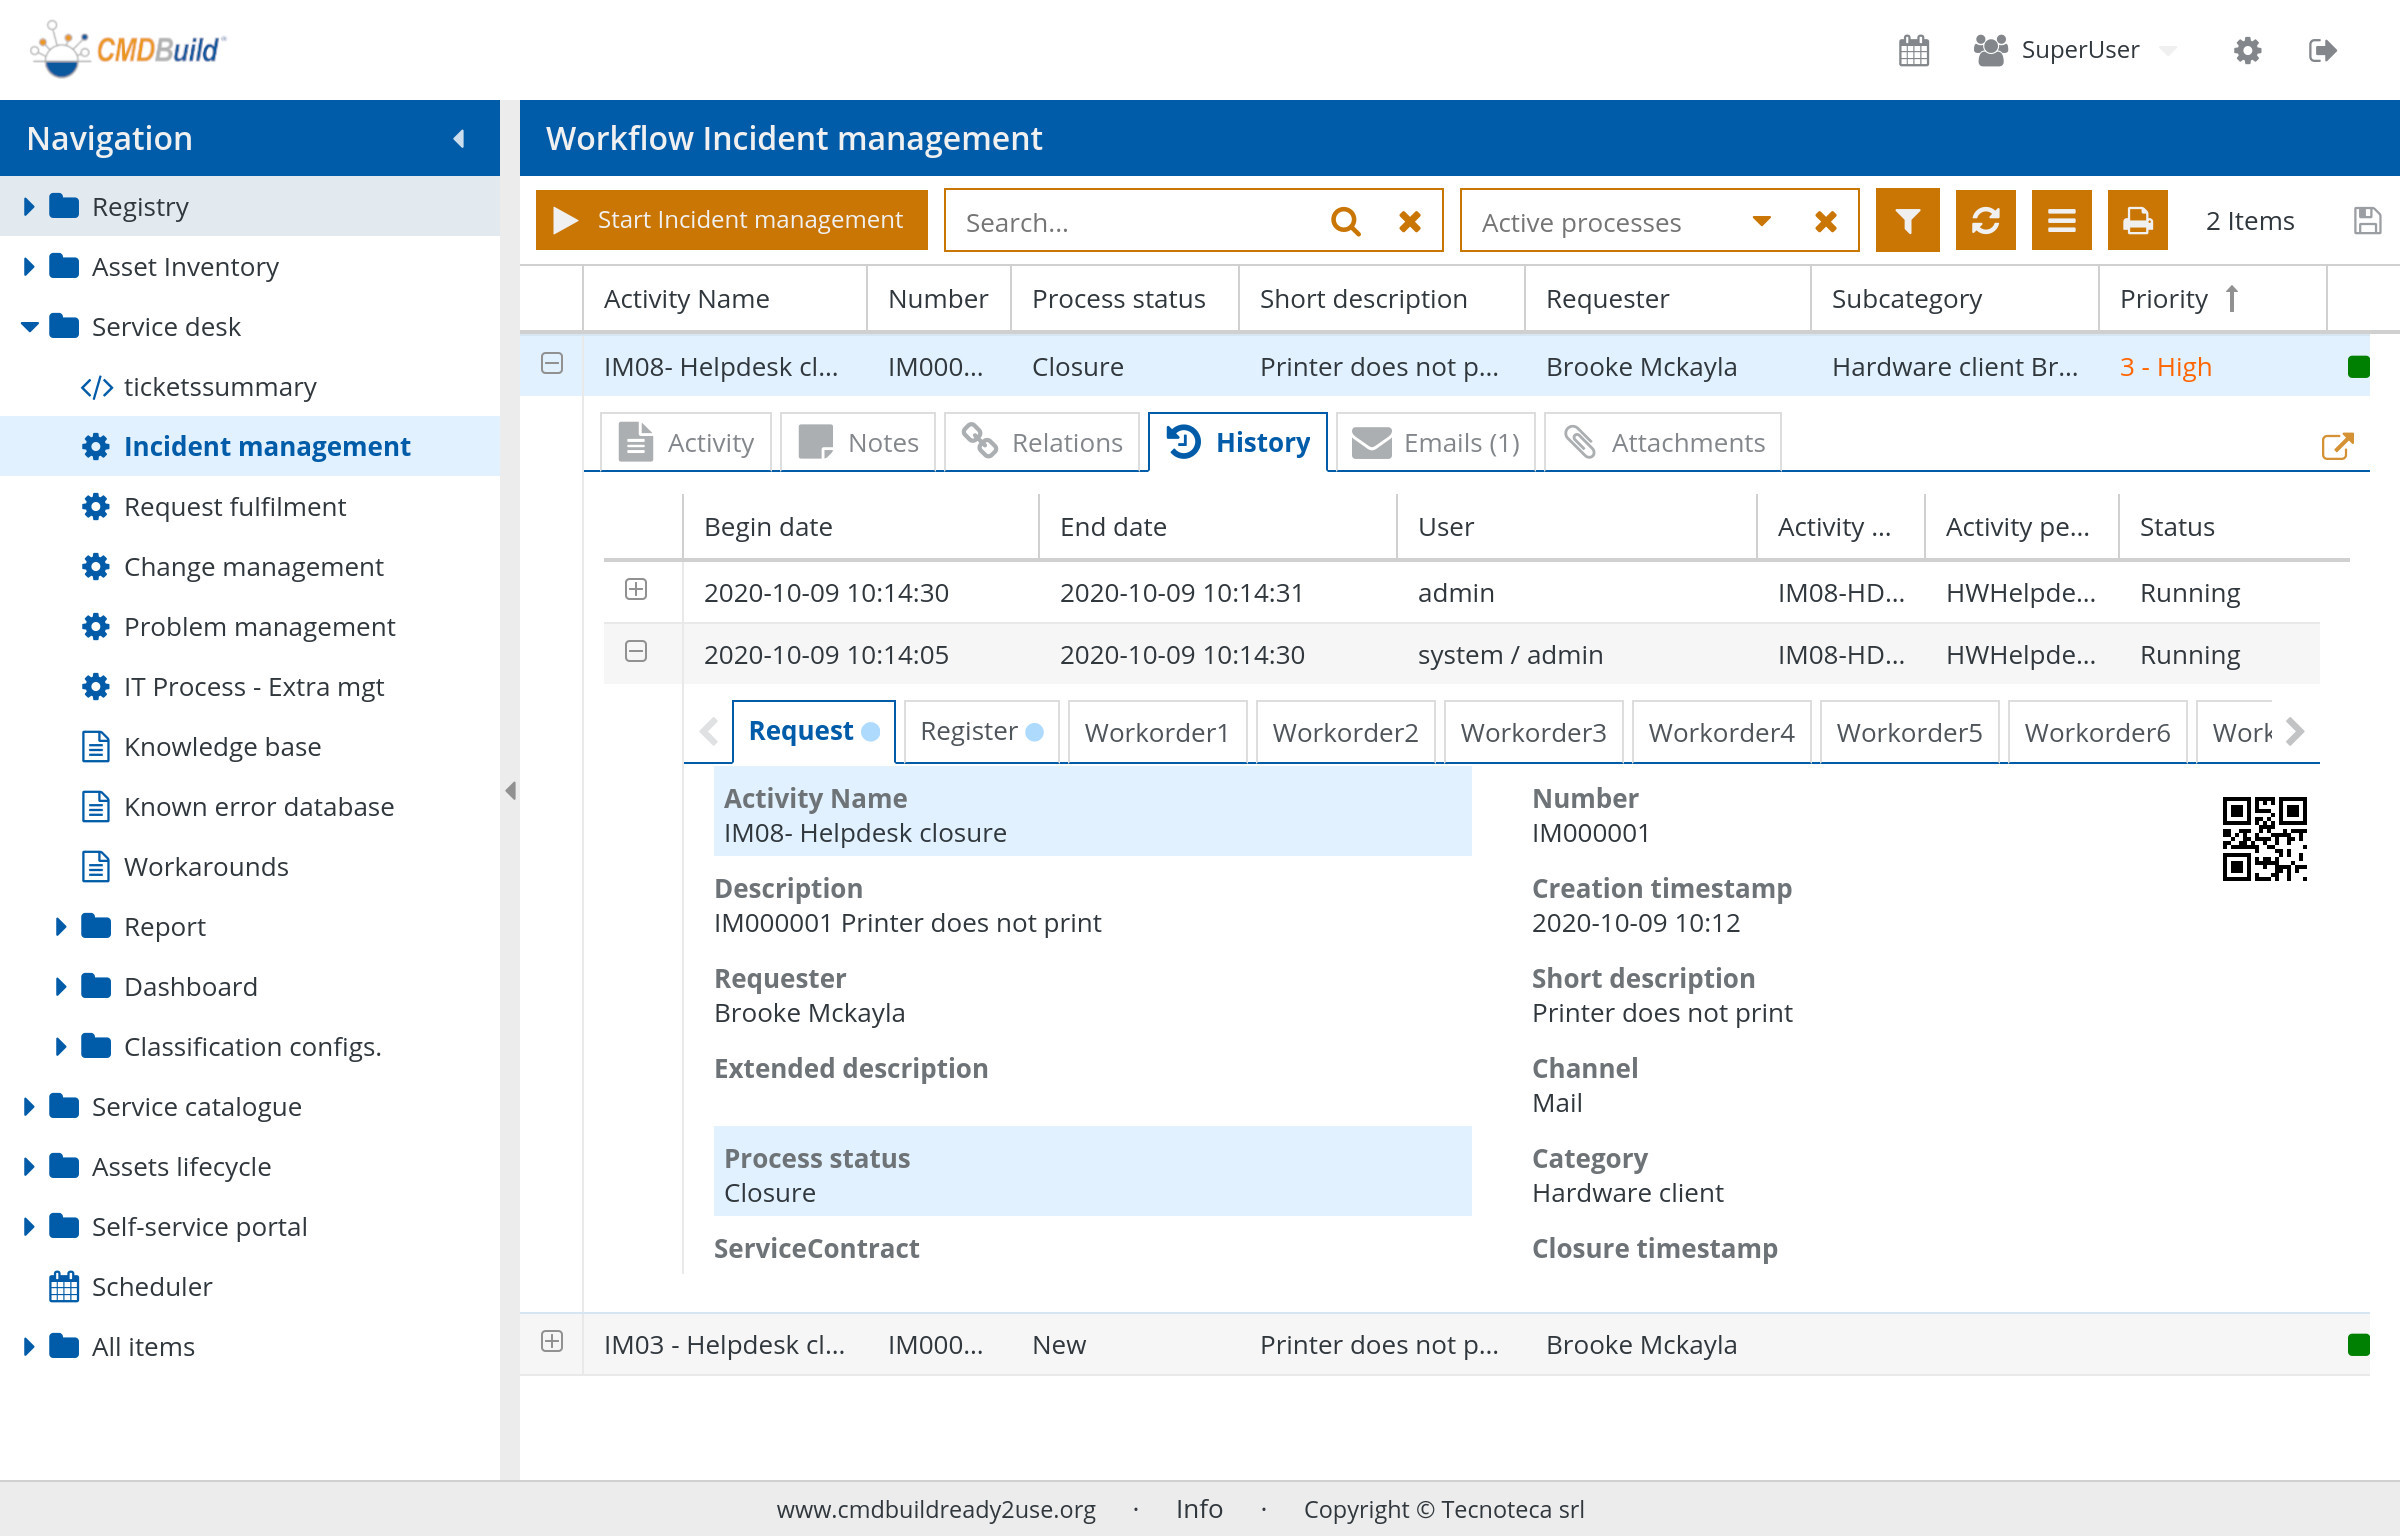 CMDBuild
SuperUser
Navigation
Workflow Incident management
Registry
Asset Inventory
Service desk
ticketssummary
Incident management
Request fulfilment
Change management
Problem management
IT Process - Extra mgt
Knowledge base
Known error database
Workarounds
Report
Dashboard
Classification configs.
Service catalogue
Assets lifecycle
Self-service portal
Scheduler
All items
Start Incident management
Search...
Active processes
2 Items
Activity Name Number Process status Short description Requester Subcategory Priority
IM08- Helpdesk cl... IM000... Closure Printer does not p... Brooke Mckayla Hardware client Br... 3 - High
Activity Notes Relations History Emails (1) Attachments
Begin date End date User Activity ... Activity pe... Status
2020-10-09 10:14:30 2020-10-09 10:14:31 admin IM08-HD... HWHelpde... Running
2020-10-09 10:14:05 2020-10-09 10:14:30 system / admin IM08-HD... HWHelpde... Running
Request Register Workorder1 Workorder2 Workorder3 Workorder4 Workorder5 Workorder6 Work
Activity Name
IM08- Helpdesk closure
Number
IM000001
Description
IM000001 Printer does not print
Creation timestamp
2020-10-09 10:12
Requester
Brooke Mckayla
Short description
Printer does not print
Extended description
Channel
Mail
Process status
Closure
Category
Hardware client
ServiceContract
Closure timestamp
IM03 - Helpdesk cl... IM000... New Printer does not p... Brooke Mckayla
www.cmdbuildready2use.org · Info · Copyright © Tecnoteca srl